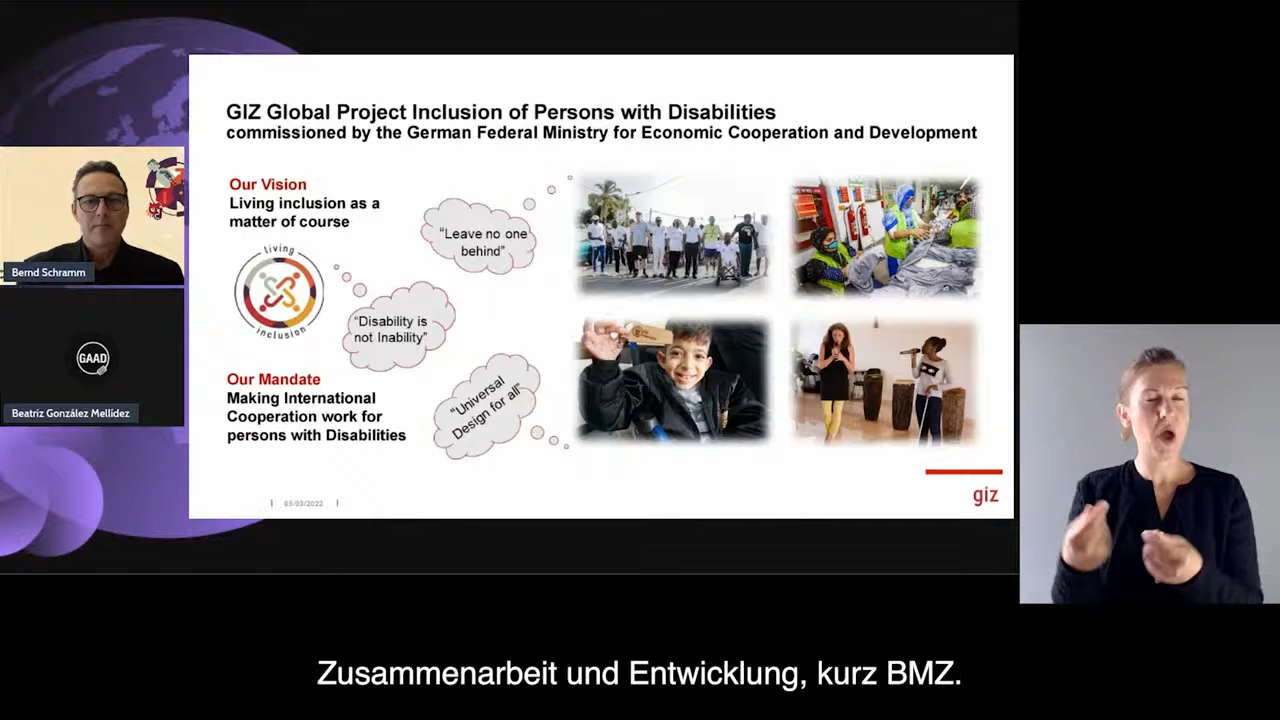 GIZ Global Project Inclusion of Persons with Disabilities
commissioned by the German Federal Ministry for Economic Cooperation and Development
Our Vision
Living inclusion as a
matter of course
living
inclusion
“Leave no one
behind”
“Disability is
not Inability”
“Universal
Design for all”
Our Mandate
Making International
Cooperation work for
persons with Disabilities
03/03/2022
giz
Bernd Schramm
GAAD
Beatriz González Mellídez
Zusammenarbeit und Entwicklung, kurz BMZ.